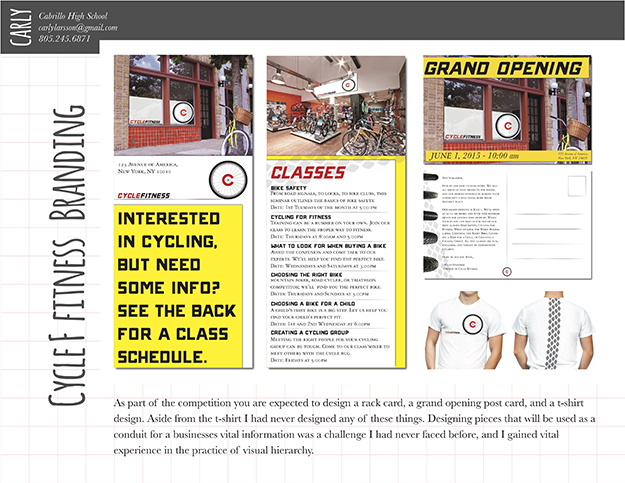 CARLY
Cabrillo High School
carlylarsson@gmail.com
805.245.6871
CYCLE F FITNESS BRANDING
C
CYCLEFITNESS
123 Avenue of America,
New York, NY 10010
C
CYCLEFITNESS
INTERESTED
IN CYCLING,
BUT NEED
SOME INFO?
SEE THE BACK
FOR A CLASS
SCHEDULE.
CLASSES
BIKE SAFETY
From road signals, to locks, to bike clubs, this
seminar outlines the basics of bike safety.
Date: 1st Tuesdays of the month at 5:00 pm
CYCLING FOR FITNESS
Training can be a bummer on your own. Join our
class to learn the proper way to fitness.
Date: Thursdays at 8:00am and 5:00pm
WHAT TO LOOK FOR WHEN BUYING A BIKE
Avoid the confusion and come talk to our
experts. We'll help you find the perfect bike.
Date: Wednesdays and Saturdays at 3:00pm
CHOOSING THE RIGHT BIKE
Mountain biker, road cycler, or triathlon
competitor; we'll find you the perfect bike.
Date: Thursdays and Sundays at 3:00pm
CHOOSING A BIKE FOR A CHILD
A child's first bike is a big step. Let us help you
find your child's perfect fit.
Date: 1st and 2nd Wednesday at 6:00pm
CREATING A CYCLING GROUP
Meeting the right people for your cycling
group can be tough. Come to our class/mixer to
meet others with the cycle bug.
Date: Fridays at 5:00pm
GRAND OPENING
C
CYCLEFITNESS
JUNE 1, 2015 - 10:00 am
C
As part of the competition you are expected to design a rack card, a grand opening post card, and a t-shirt
design. Aside from the t-shirt I had never designed any of these things. Designing pieces that will be used as a
conduit for a businesses vital information was a challenge I had never faced before, and I gained vital
experience in the practice of visual hierarchy.